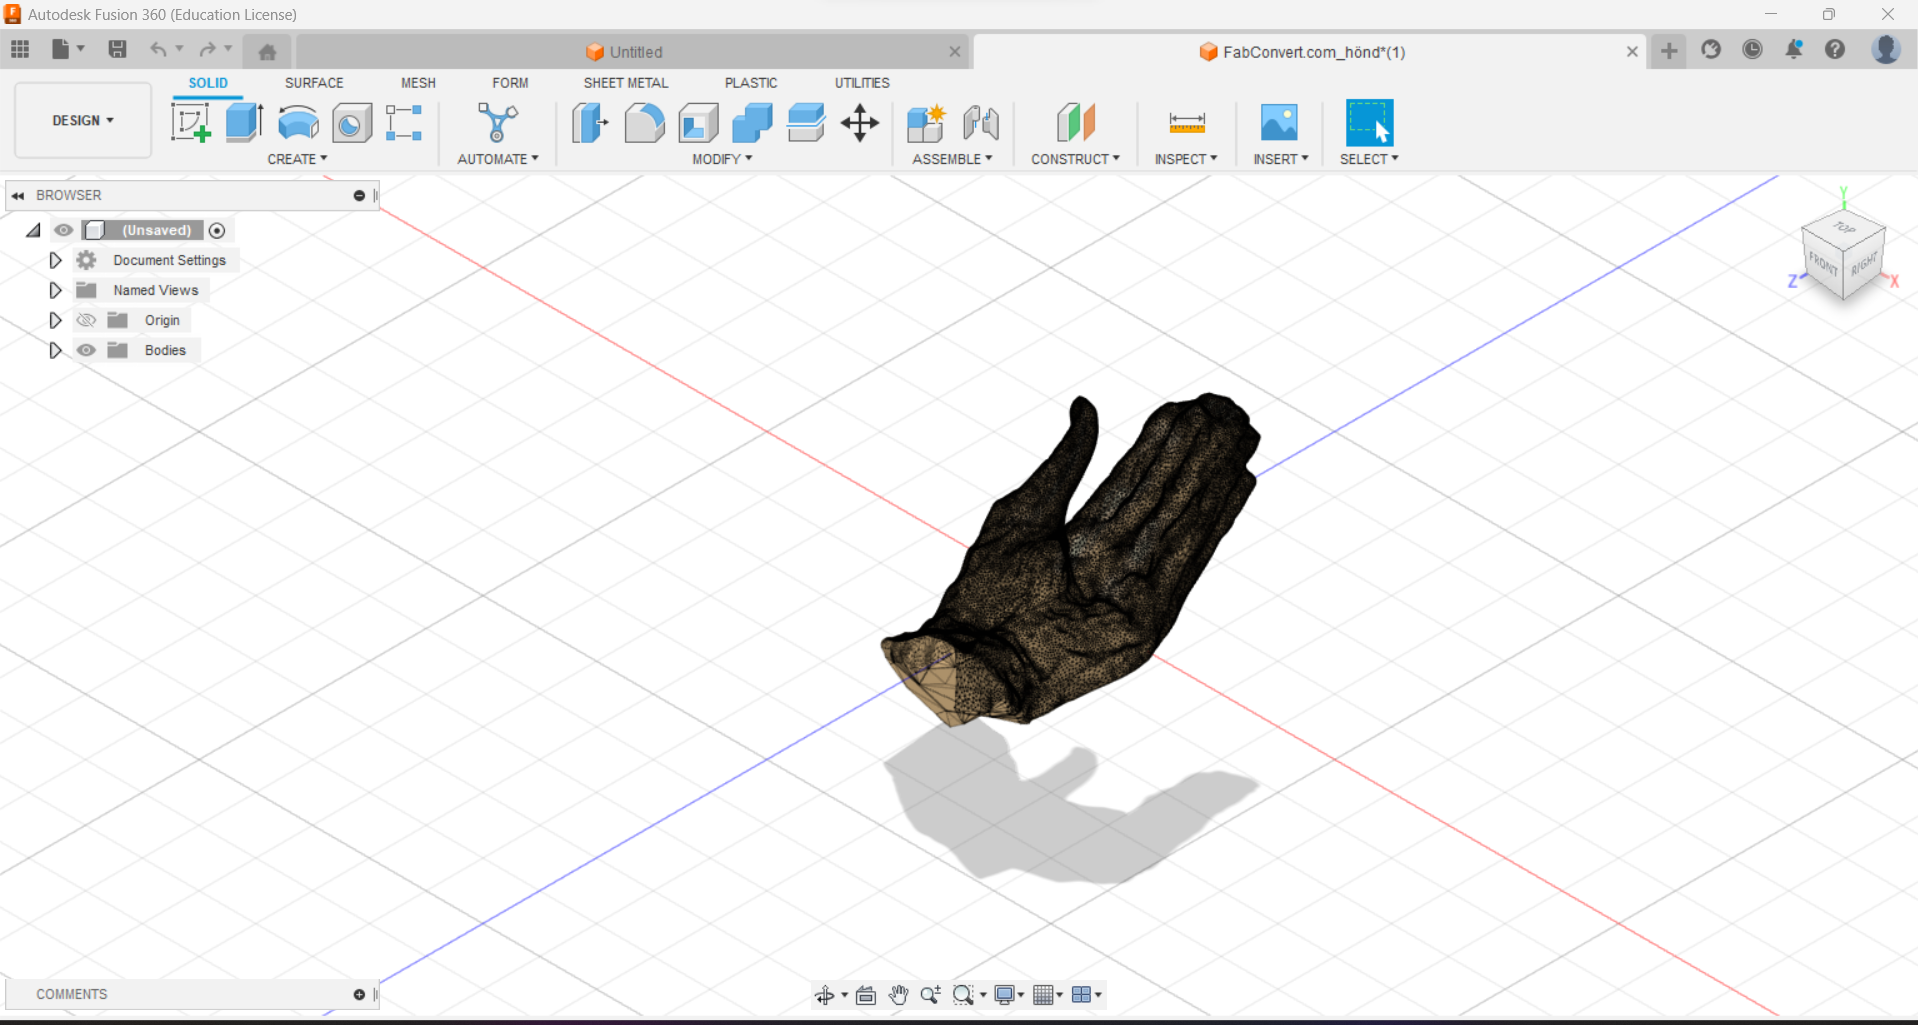 Autodesk Fusion 360 (Education License)
Untitled
FabConvert.com_hönd*(1)
DESIGN
SOLID
SURFACE
MESH
FORM
SHEET METAL
PLASTIC
UTILITIES
CREATE
AUTOMATE
MODIFY
ASSEMBLE
CONSTRUCT
INSPECT
INSERT
SELECT
BROWSER
(Unsaved)
Document Settings
Named Views
Origin
Bodies
Y
TOP
FRONT
RIGHT
Z
X
COMMENTS